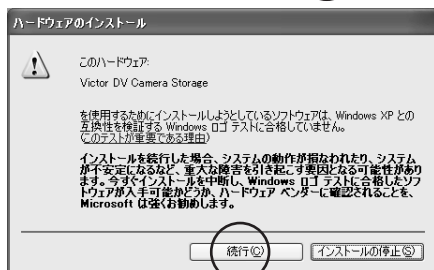 ハードウェアのインストール
このハードウェア:
Victor DV Camera Storage
を使用するためにインストールしようとしているソフトウェアは、Windows XP との
互換性を検証する Windows ロゴ テストに合格していません。
(このテストが重要である理由)
インストールを続行した場合、システムの動作が損なわれたり、システム
が不安定になるなど、重大な障害を引き起こす要因となる可能性があり
ます。今すぐインストールを中断し、Windows ロゴ テストに合格したソフ
トウェアが入手可能かどうか、ハードウェア ベンダーに確認されることを、
Microsoft は強くお勧めします。
続行(C)
インストールの停止(S)